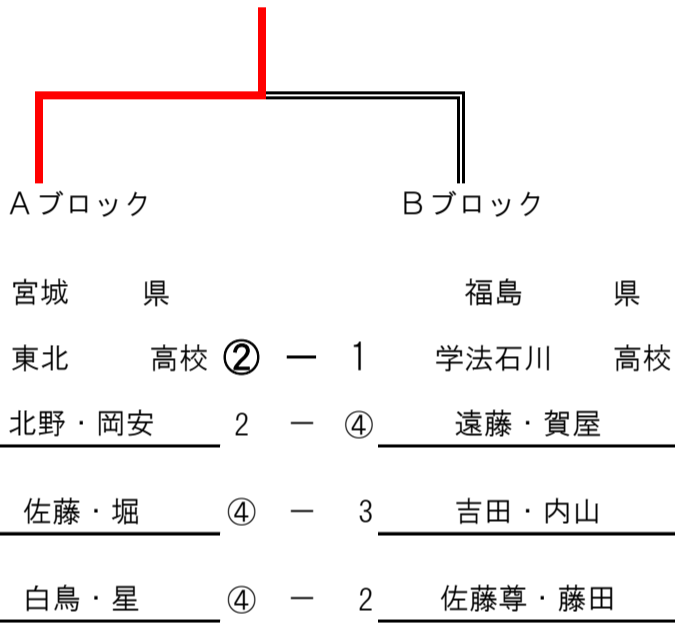 Aブロック Bブロック
宮城 県 福島 県
東北 高校 ② ー 1 学法石川 高校
北野・岡安 2 － ④ 遠藤・賀屋
佐藤・堀 ④ － 3 吉田・内山
白鳥・星 ④ － 2 佐藤尊・藤田